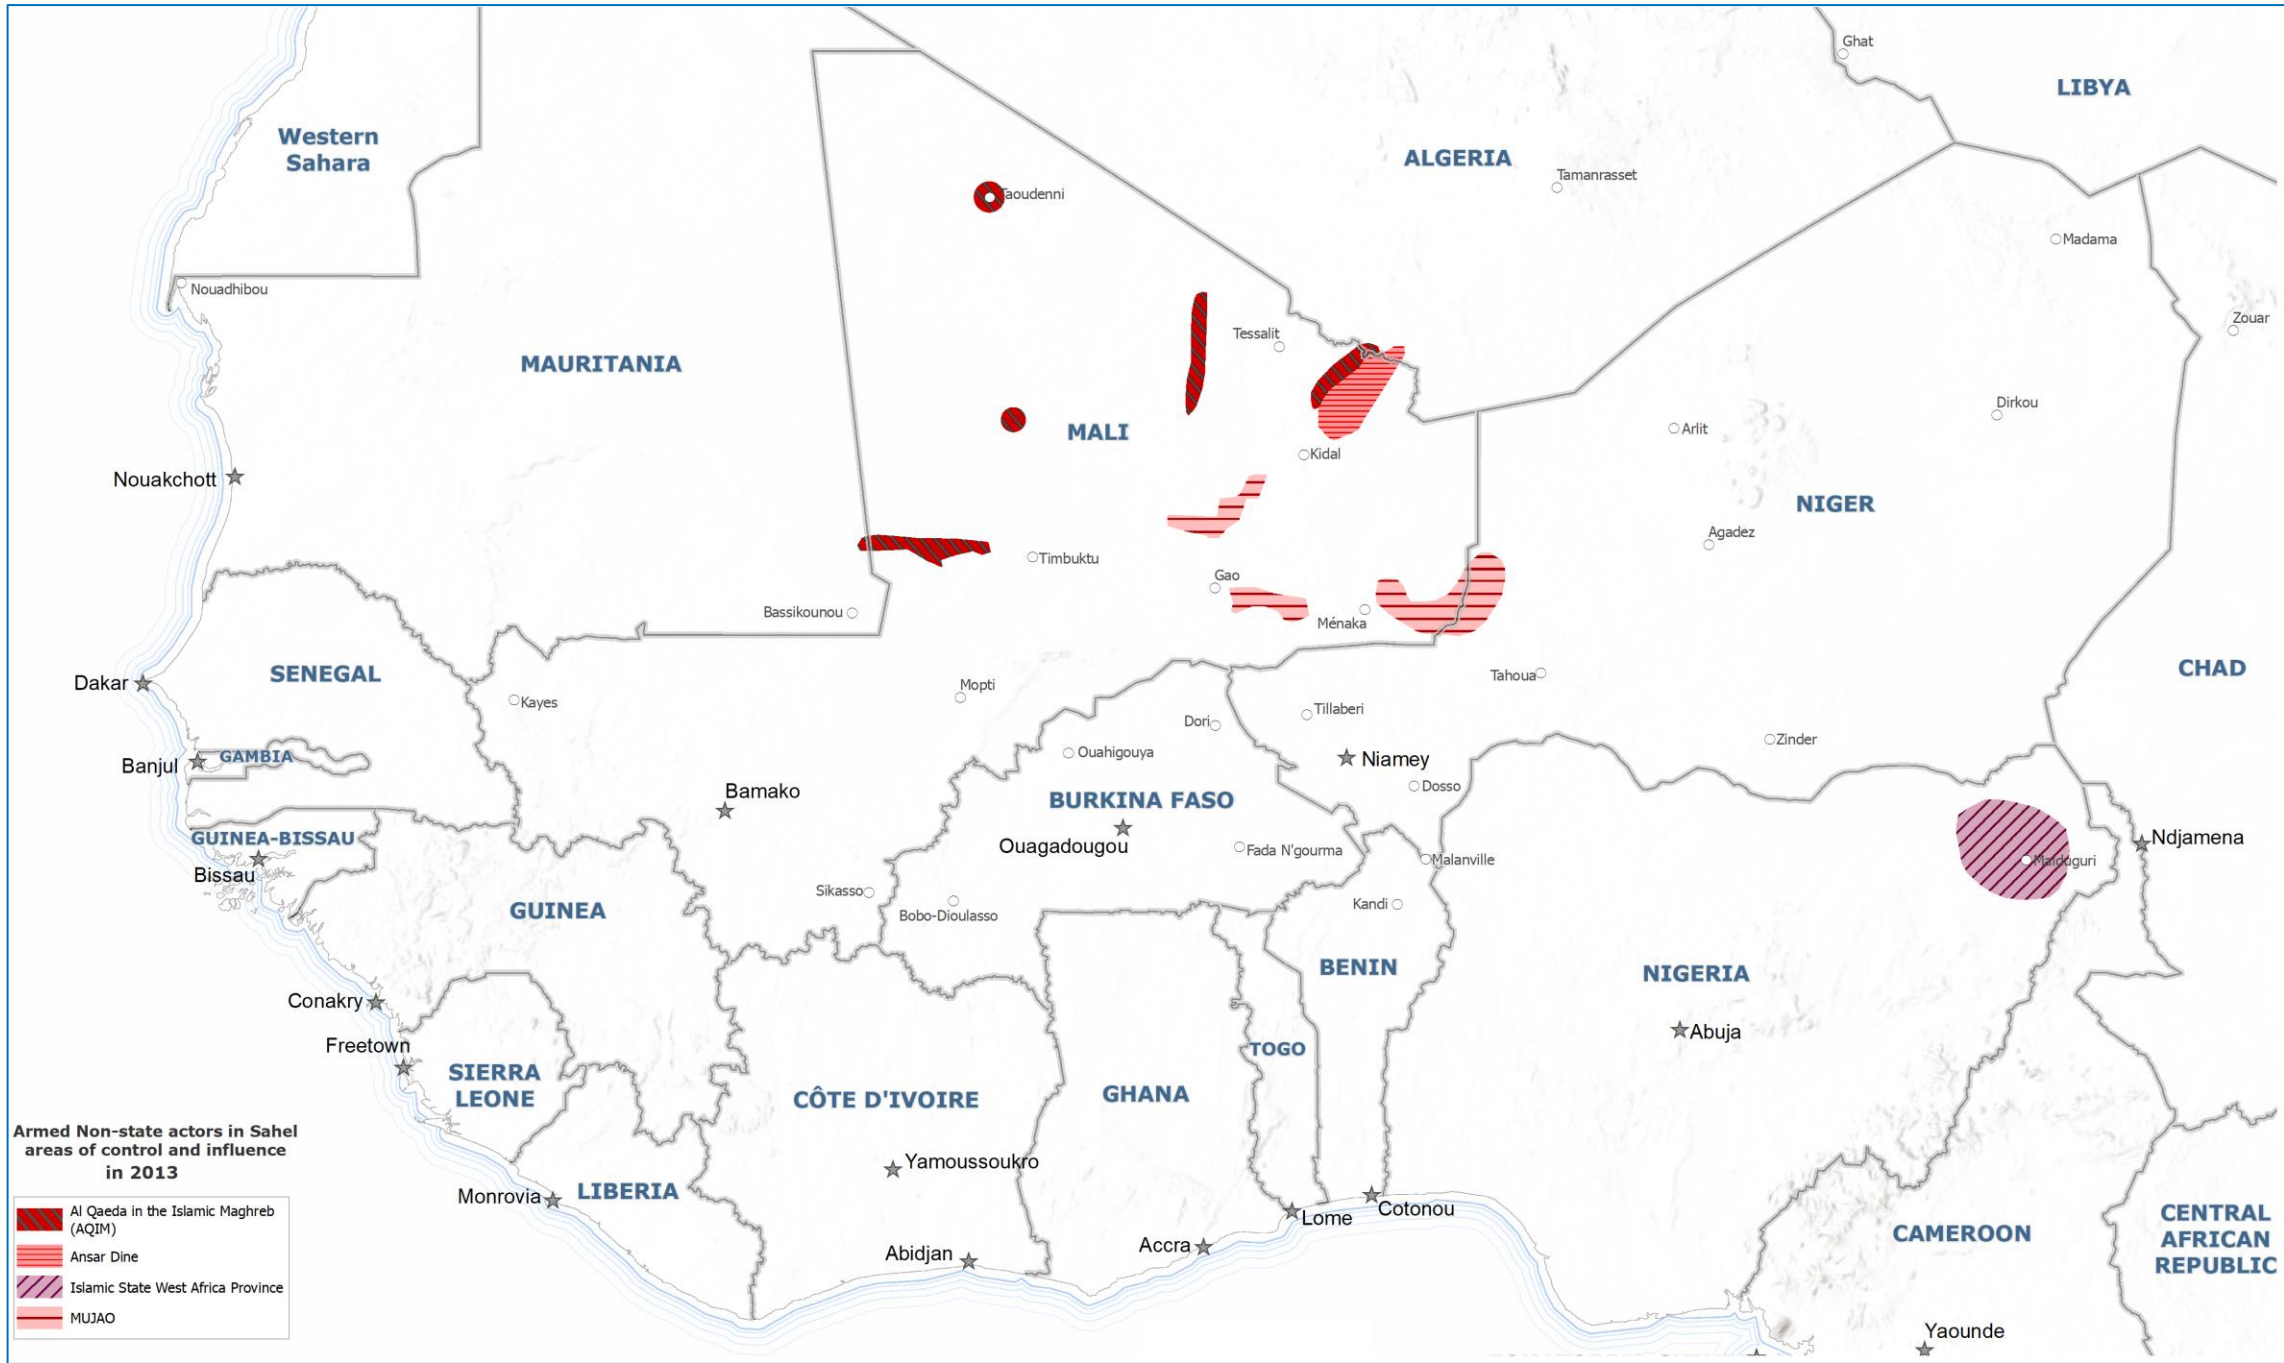 Ghat
LIBYA
Western
Sahara
ALGERIA
Tamanrasset
Taoudenni
Madama
Nouadhibou
Zouar
Tessalit
MAURITANIA
Dirkou
MALI
Arlit
Kidal
Nouakchott
NIGER
Agadez
Timbuktu
Gao
Bassikounou
Ménaka
SENEGAL
CHAD
Dakar
Tahoua
Mopti
Kayes
Tillaberi
Dori
Zinder
Ouahigouya
GAMBIA
Banjul
Niamey
Dosso
Bamako
BURKINA FASO
GUINEA-BISSAU
Ndjamena
Ouagadougou
Fada N'gourma
Malanville
Maiduguri
Bissau
Sikasso
Kandi
GUINEA
Bobo-Dioulasso
BENIN
NIGERIA
Conakry
Abuja
Freetown
TOGO
SIERRA
LEONE
CÔTE D'IVOIRE
GHANA
Yamoussoukro
LIBERIA
Monrovia
Lome
Cotonou
CENTRAL
AFRICAN
REPUBLIC
CAMEROON
Accra
Abidjan
Yaounde
Armed Non-state actors in Sahel
areas of control and influence
in 2013
Al Qaeda in the Islamic Maghreb
(AQIM)
Ansar Dine
Islamic State West Africa Province
MUJAO